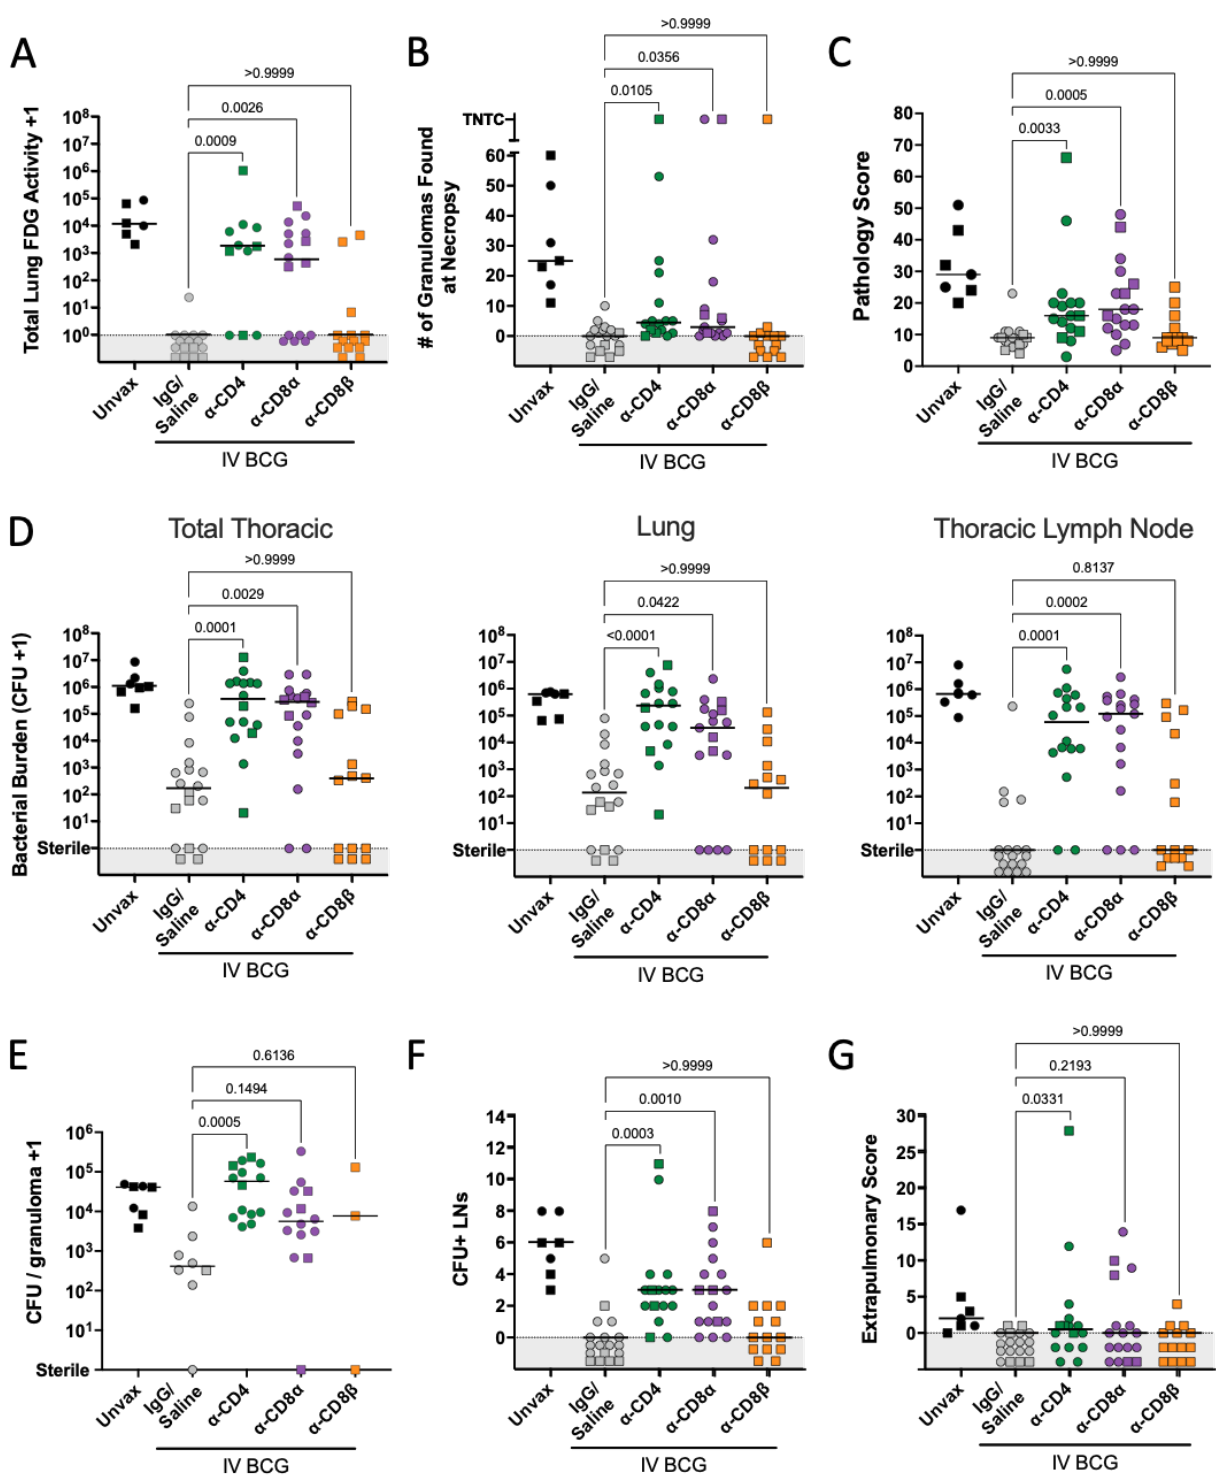 A
Total Lung FDG Activity +1
>0.9999
0.0026
0.0009
10^8
10^7
10^6
10^5
10^4
10^3
10^2
10^1
10^0
Unvax
IgG/
Saline
α-CD4
α-CD8α
α-CD8β
IV BCG
B
# of Granulomas Found
at Necropsy
>0.9999
0.0356
0.0105
TNTC
60
50
40
30
20
10
0
Unvax
IgG/
Saline
α-CD4
α-CD8α
α-CD8β
IV BCG
C
Pathology Score
>0.9999
0.0005
0.0033
80
70
60
50
40
30
20
10
0
Unvax
IgG/
Saline
α-CD4
α-CD8α
α-CD8β
IV BCG
D
Bacterial Burden (CFU +1)
Total Thoracic
>0.9999
0.0029
0.0001
10^8
10^7
10^6
10^5
10^4
10^3
10^2
10^1
Sterile
Unvax
IgG/
Saline
α-CD4
α-CD8α
α-CD8β
IV BCG
Lung
>0.9999
0.0422
<0.0001
10^8
10^7
10^6
10^5
10^4
10^3
10^2
10^1
Sterile
Unvax
IgG/
Saline
α-CD4
α-CD8α
α-CD8β
IV BCG
Thoracic Lymph Node
0.8137
0.0002
0.0001
10^8
10^7
10^6
10^5
10^4
10^3
10^2
10^1
Sterile
Unvax
IgG/
Saline
α-CD4
α-CD8α
α-CD8β
IV BCG
E
CFU / granuloma +1
0.6136
0.1494
0.0005
10^6
10^5
10^4
10^3
10^2
10^1
Sterile
Unvax
IgG/
Saline
α-CD4
α-CD8α
α-CD8β
IV BCG
F
CFU+ LNs
>0.9999
0.0010
0.0003
14
12
10
8
6
4
2
0
Unvax
IgG/
Saline
α-CD4
α-CD8α
α-CD8β
IV BCG
G
Extrapulmonary Score
>0.9999
0.2193
0.0331
30
25
20
15
10
5
0
Unvax
IgG/
Saline
α-CD4
α-CD8α
α-CD8β
IV BCG